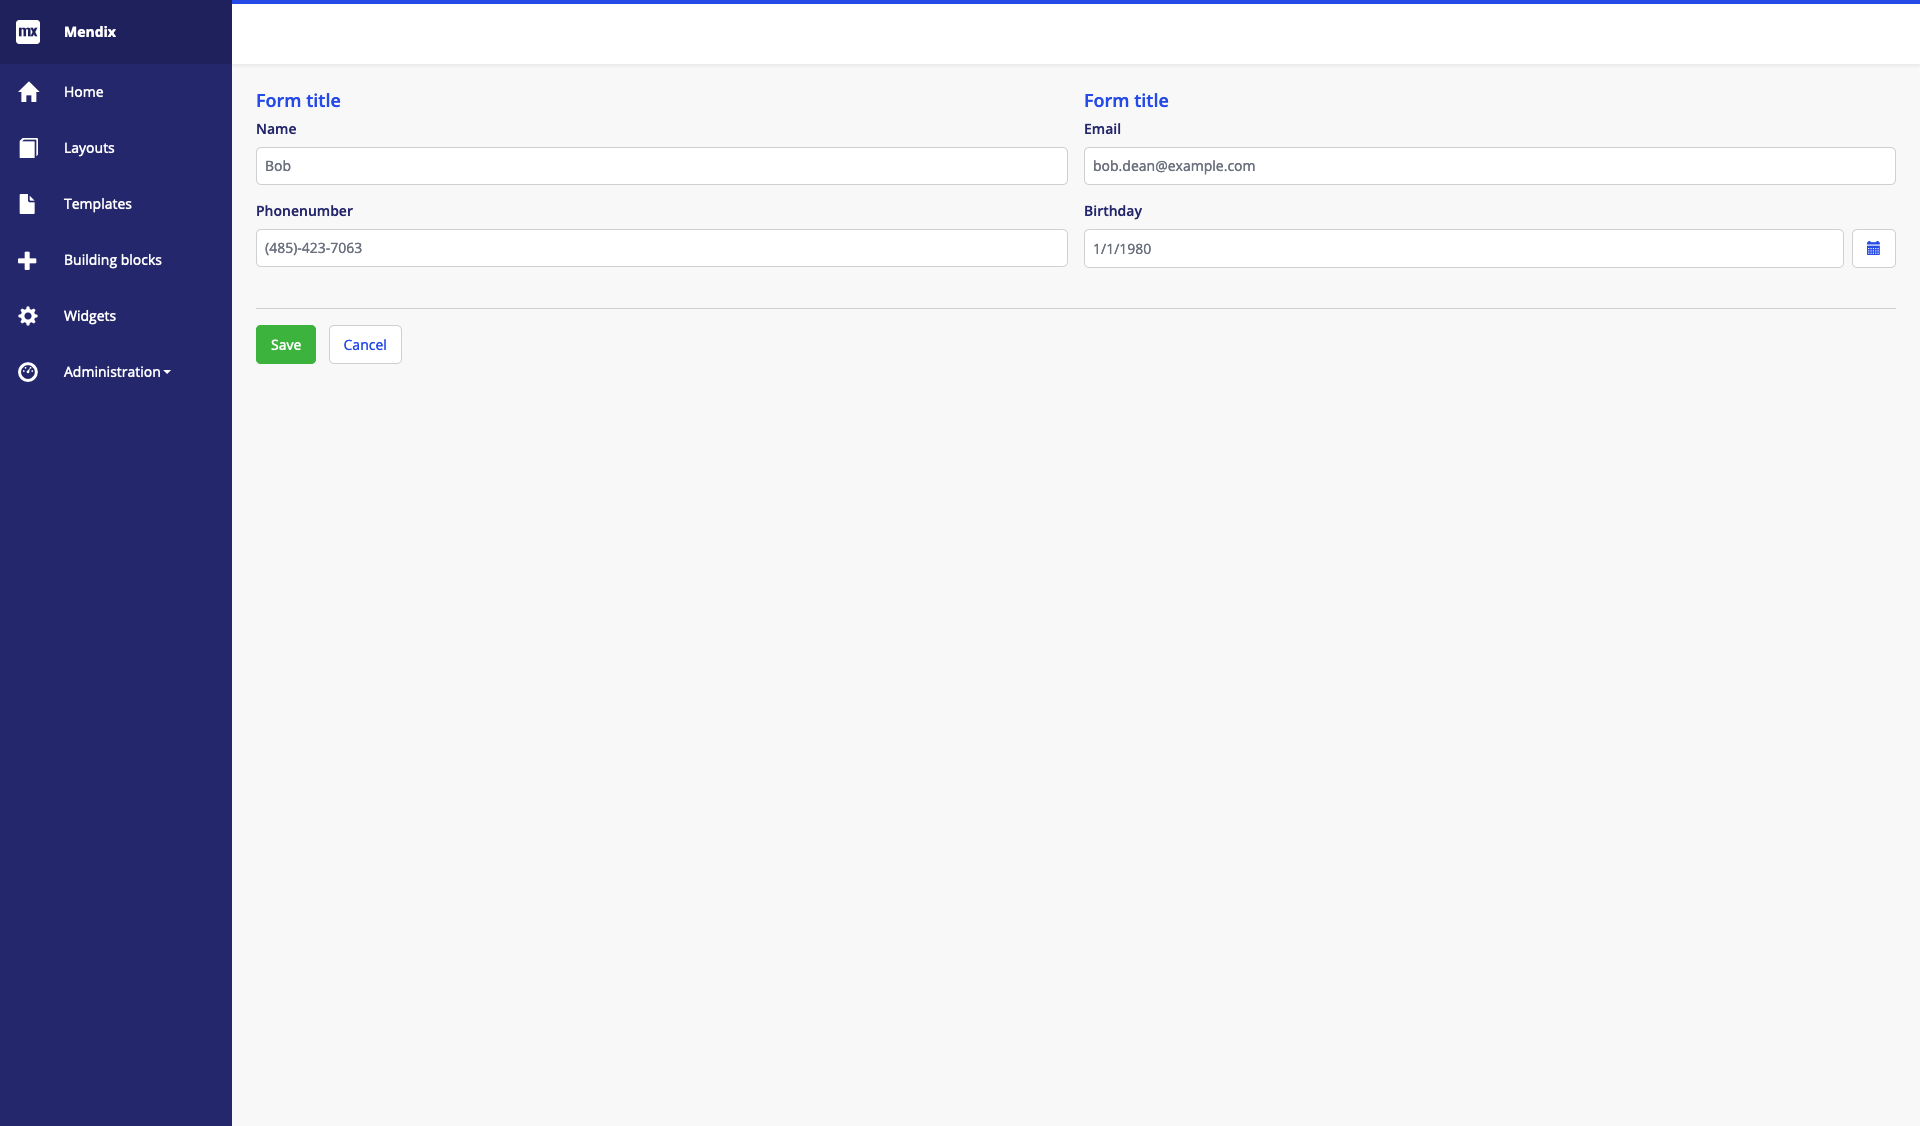 mx Mendix
Home
Layouts
Templates
Building blocks
Widgets
Administration
Form title
Name
Bob
Phonenumber
(485)-423-7063
Form title
Email
bob.dean@example.com
Birthday
1/1/1980
Save Cancel